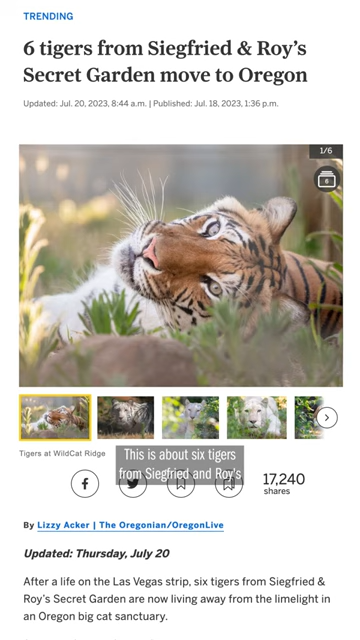 TRENDING
6 tigers from Siegfried & Roy's
Secret Garden move to Oregon
Updated: Jul. 20, 2023, 8:44 a.m. | Published: Jul. 18, 2023, 1:36 p.m.
1/6
6
Tigers at WildCat Ridge
This is about six tigers
from Siegfried and Roy's
17,240
shares
By Lizzy Acker | The Oregonian/OregonLive
Updated: Thursday, July 20
After a life on the Las Vegas strip, six tigers from Siegfried &
Roy's Secret Garden are now living away from the limelight in
an Oregon big cat sanctuary.